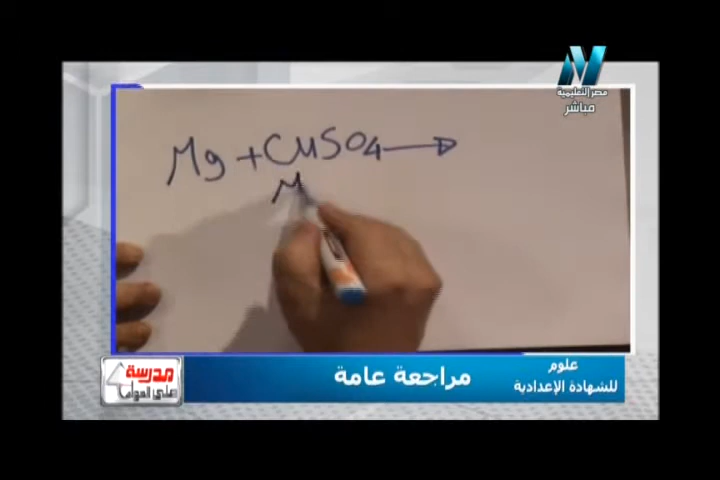 مصر التعليمية
مباشر
Mg + CuSO4 →
M
علوم
للشهادة الإعدادية
مراجعة عامة
مدرسة
على الهواء